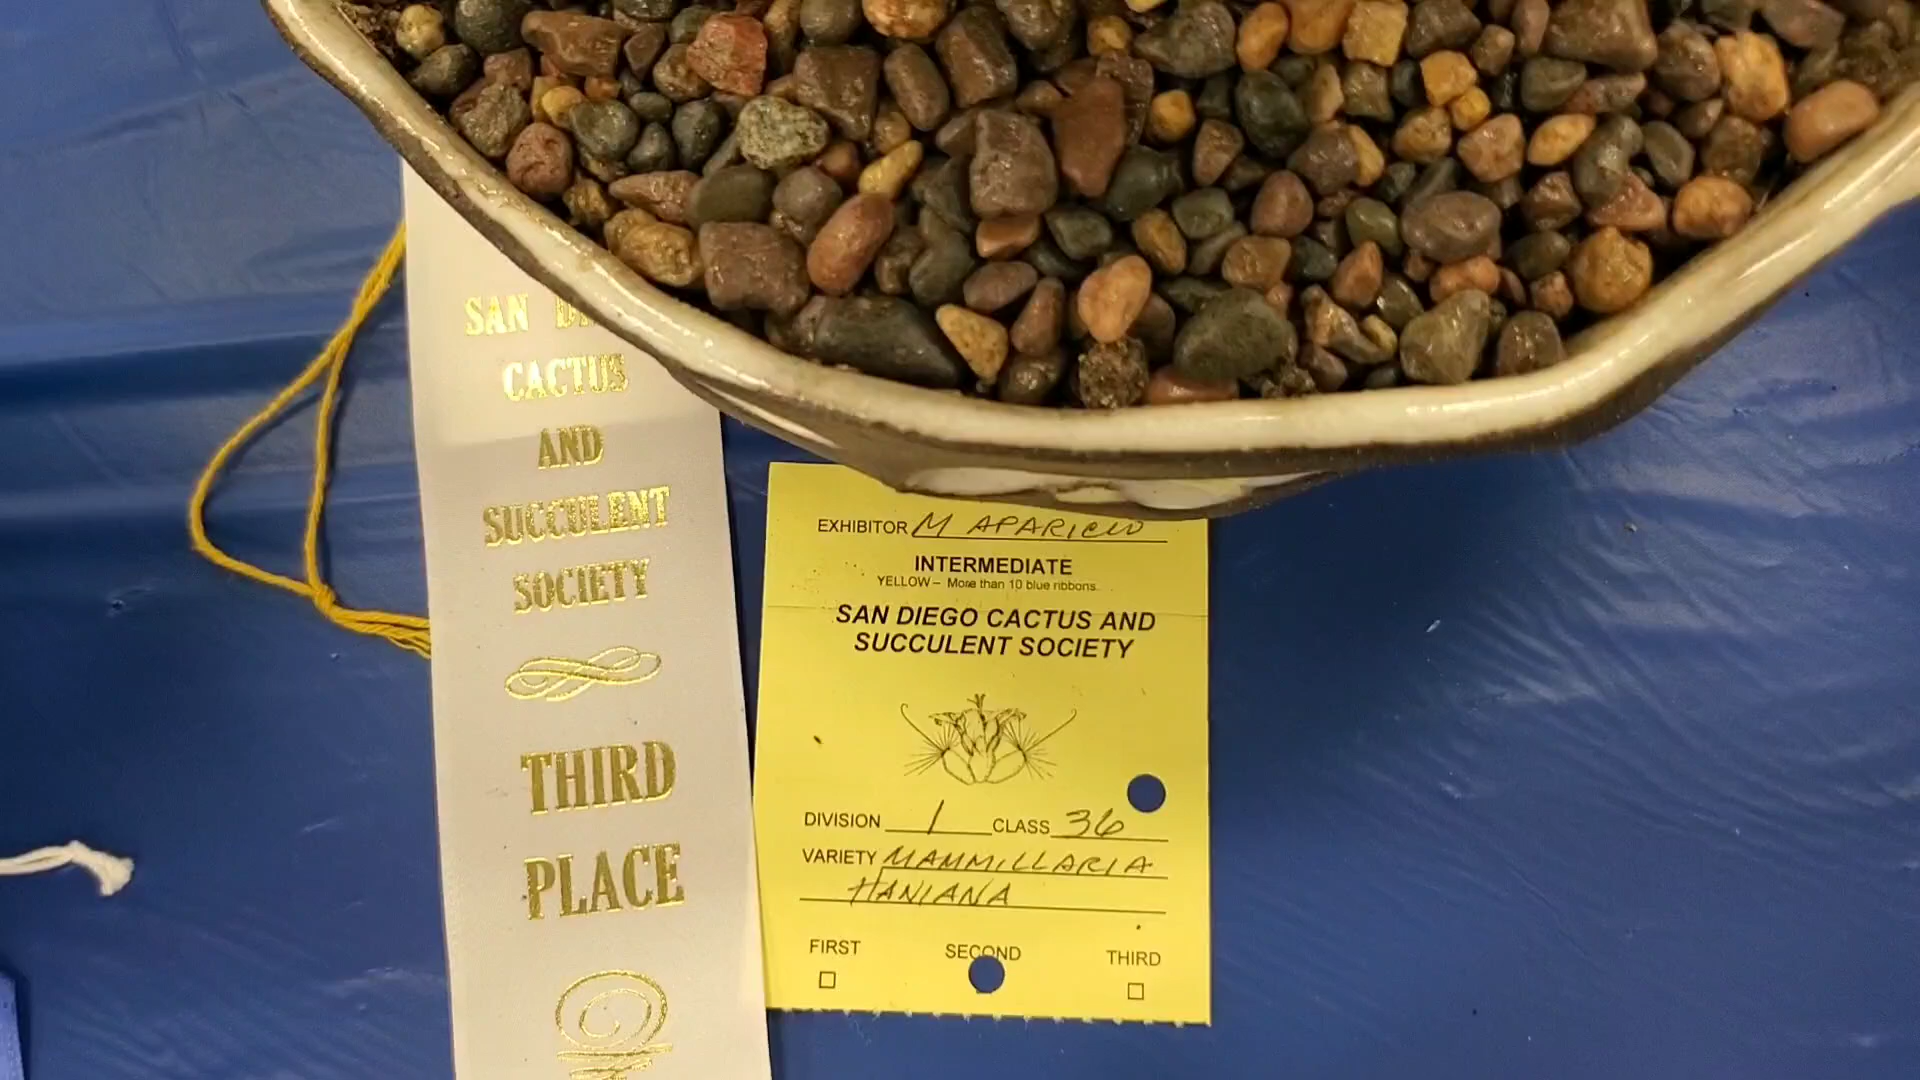 SAN
CACTUS
AND
SUCCULENT
SOCIETY
THIRD
PLACE
EXHIBITOR M APARICIO
INTERMEDIATE
YELLOW – More than 10 blue ribbons.
SAN DIEGO CACTUS AND
SUCCULENT SOCIETY
DIVISION 1 CLASS 36
VARIETY MAMMILLARIA
HANIANA
FIRST SECOND THIRD